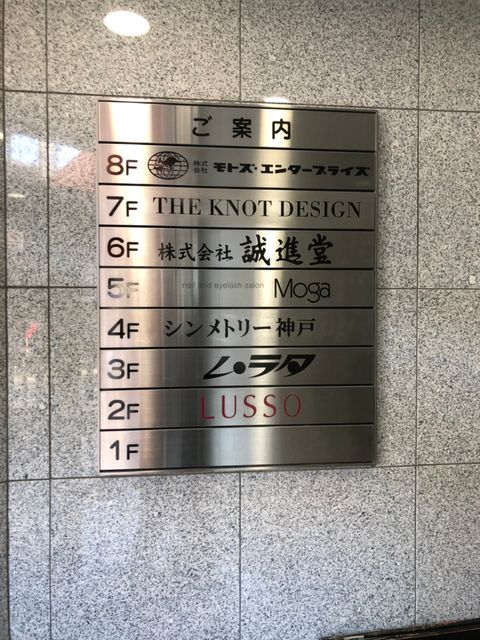 ご案内
8F 株式会社 モトズ・エンタープライズ
7F THE KNOT DESIGN
6F 株式会社 誠進堂
5F nail and eyelash salon Moga
4F シンメトリー神戸
3F ムラタ
2F LUSSO
1F